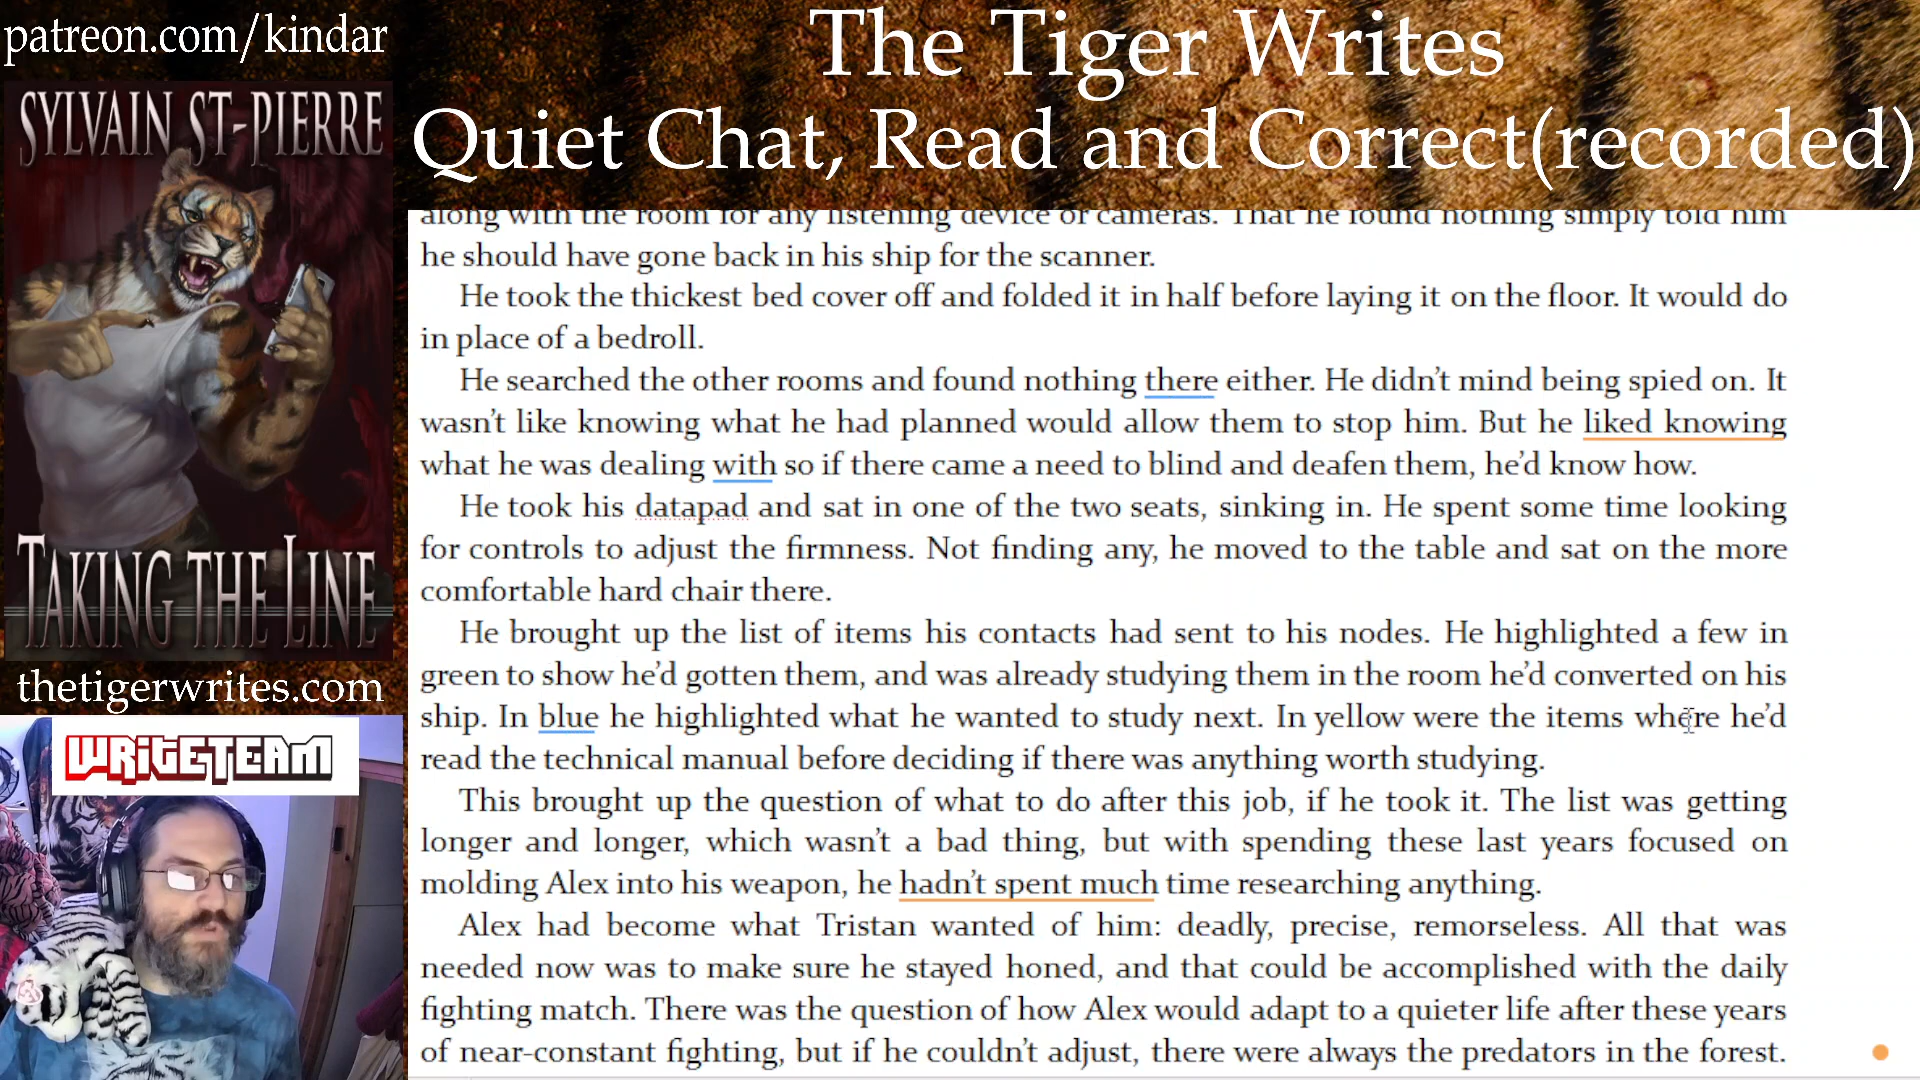 patreon.com/kindar
SYLVAIN ST-PIERRE
TAKING THE LINE
thetigerwrites.com
WRITETEAM
The Tiger Writes
Quiet Chat, Read and Correct(recorded)
along with the room for any listening device or cameras. That he found nothing simply told him
he should have gone back in his ship for the scanner.
He took the thickest bed cover off and folded it in half before laying it on the floor. It would do
in place of a bedroll.
He searched the other rooms and found nothing there either. He didn’t mind being spied on. It
wasn’t like knowing what he had planned would allow them to stop him. But he liked knowing
what he was dealing with so if there came a need to blind and deafen them, he’d know how.
He took his datapad and sat in one of the two seats, sinking in. He spent some time looking
for controls to adjust the firmness. Not finding any, he moved to the table and sat on the more
comfortable hard chair there.
He brought up the list of items his contacts had sent to his nodes. He highlighted a few in
green to show he’d gotten them, and was already studying them in the room he’d converted on his
ship. In blue he highlighted what he wanted to study next. In yellow were the items where he’d
read the technical manual before deciding if there was anything worth studying.
This brought up the question of what to do after this job, if he took it. The list was getting
longer and longer, which wasn’t a bad thing, but with spending these last years focused on
molding Alex into his weapon, he hadn’t spent much time researching anything.
Alex had become what Tristan wanted of him: deadly, precise, remorseless. All that was
needed now was to make sure he stayed honed, and that could be accomplished with the daily
fighting match. There was the question of how Alex would adapt to a quieter life after these years
of near-constant fighting, but if he couldn’t adjust, there were always the predators in the forest.